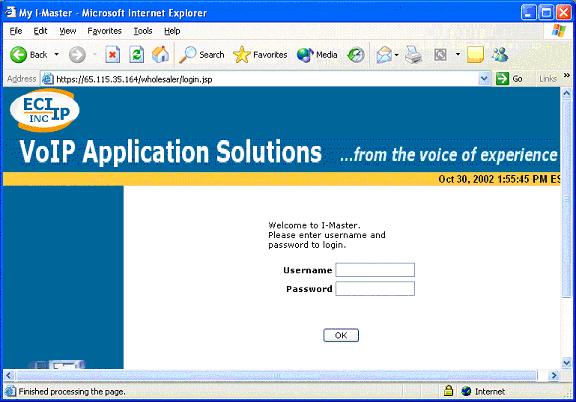 My I-Master - Microsoft Internet Explorer
File Edit View Favorites Tools Help
Back Search Favorites Media
Address https://65.115.35.164/wholesaler/login.jsp Go Links »
ECI IP
INC
VoIP Application Solutions ...from the voice of experience
Oct 30, 2002 1:55:45 PM ES
Welcome to I-Master.
Please enter username and
password to login.
Username
Password
OK
Finished processing the page. Internet